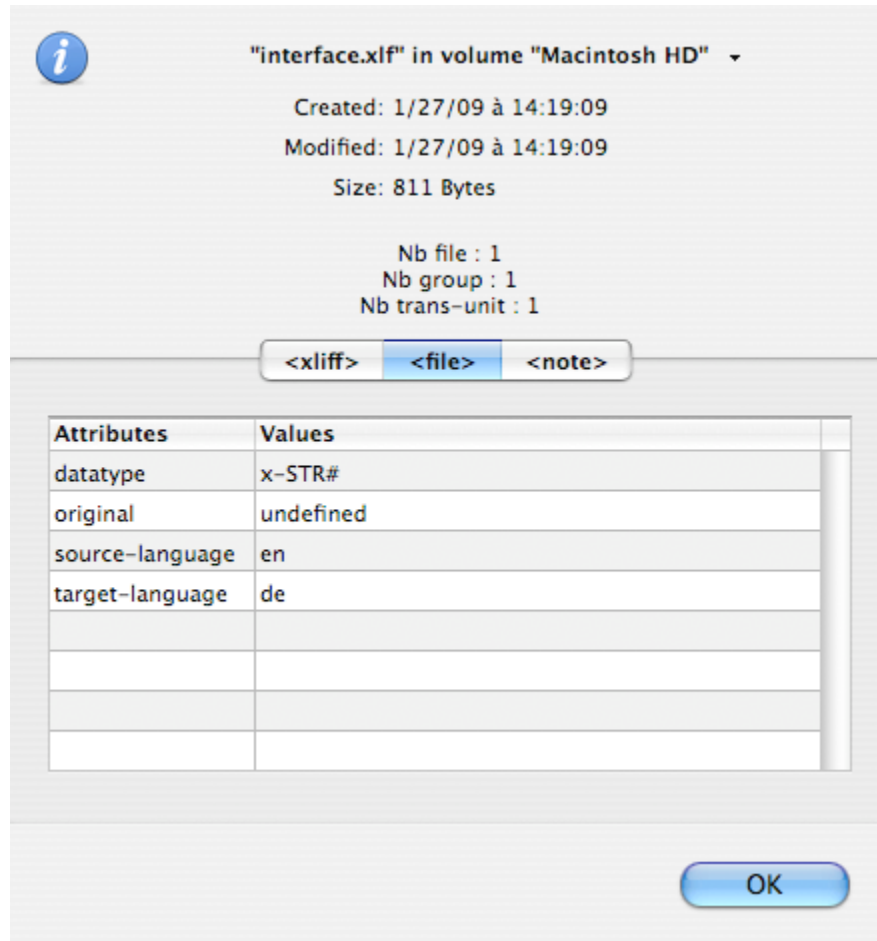 "interface.xlf" in volume "Macintosh HD"
Created: 1/27/09 à 14:19:09
Modified: 1/27/09 à 14:19:09
Size: 811 Bytes
Nb file : 1
Nb group : 1
Nb trans-unit : 1
<xliff> <file> <note>
Attributes Values
datatype x-STR#
original undefined
source-language en
target-language de
OK